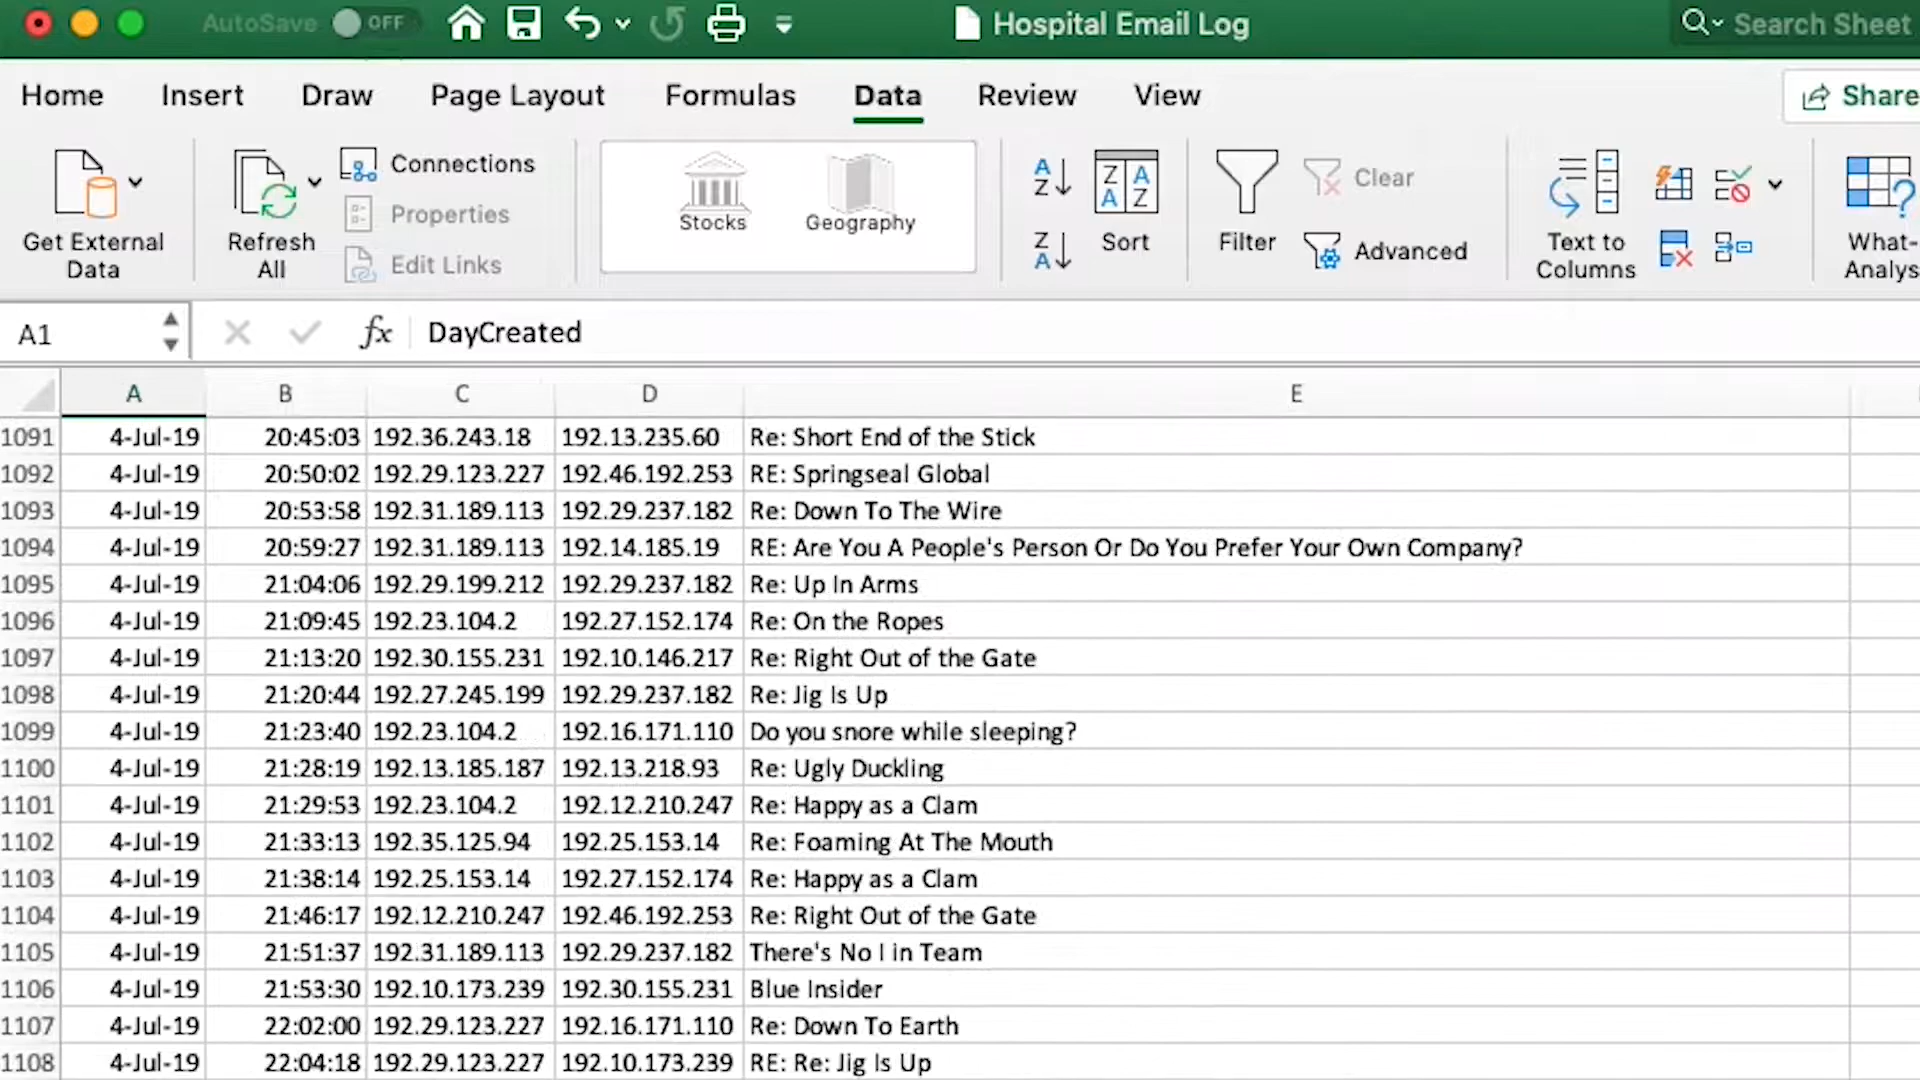 AutoSave OFF Hospital Email Log Search Sheet
Home Insert Draw Page Layout Formulas Data Review View Share
Get External Data
Refresh All
Connections
Properties
Edit Links
Stocks Geography
Sort
Filter
Clear
Advanced
Text to Columns
What-
Analys
A1 fx DayCreated
A B C D E
1091 4-Jul-19 20:45:03 192.36.243.18 192.13.235.60 Re: Short End of the Stick
1092 4-Jul-19 20:50:02 192.29.123.227 192.46.192.253 RE: Springseal Global
1093 4-Jul-19 20:53:58 192.31.189.113 192.29.237.182 Re: Down To The Wire
1094 4-Jul-19 20:59:27 192.31.189.113 192.14.185.19 RE: Are You A People's Person Or Do You Prefer Your Own Company?
1095 4-Jul-19 21:04:06 192.29.199.212 192.29.237.182 Re: Up In Arms
1096 4-Jul-19 21:09:45 192.23.104.2 192.27.152.174 Re: On the Ropes
1097 4-Jul-19 21:13:20 192.30.155.231 192.10.146.217 Re: Right Out of the Gate
1098 4-Jul-19 21:20:44 192.27.245.199 192.29.237.182 Re: Jig Is Up
1099 4-Jul-19 21:23:40 192.23.104.2 192.16.171.110 Do you snore while sleeping?
1100 4-Jul-19 21:28:19 192.13.185.187 192.13.218.93 Re: Ugly Duckling
1101 4-Jul-19 21:29:53 192.23.104.2 192.12.210.247 Re: Happy as a Clam
1102 4-Jul-19 21:33:13 192.35.125.94 192.25.153.14 Re: Foaming At The Mouth
1103 4-Jul-19 21:38:14 192.25.153.14 192.27.152.174 Re: Happy as a Clam
1104 4-Jul-19 21:46:17 192.12.210.247 192.46.192.253 Re: Right Out of the Gate
1105 4-Jul-19 21:51:37 192.31.189.113 192.29.237.182 There's No I in Team
1106 4-Jul-19 21:53:30 192.10.173.239 192.30.155.231 Blue Insider
1107 4-Jul-19 22:02:00 192.29.123.227 192.16.171.110 Re: Down To Earth
1108 4-Jul-19 22:04:18 192.29.123.227 192.10.173.239 RE: Re: Jig Is Up